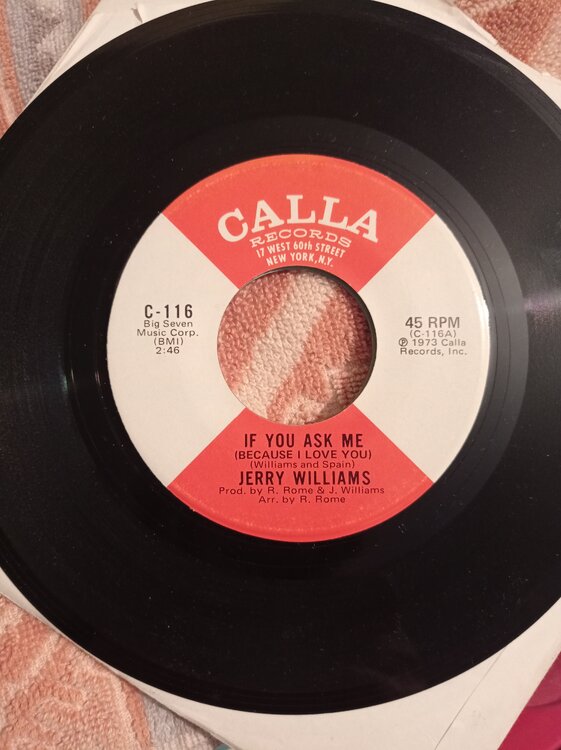 CALLA
RECORDS
17 WEST 60th STREET
NEW YORK, N.Y.
C-116
Big Seven
Music Corp.
(BMI)
2:46
45 RPM
(C-116A)
℗ 1973 Calla
Records, Inc.
IF YOU ASK ME
(BECAUSE I LOVE YOU)
(Williams and Spain)
JERRY WILLIAMS
Prod. by R. Rome & J. Williams
Arr. by R. Rome